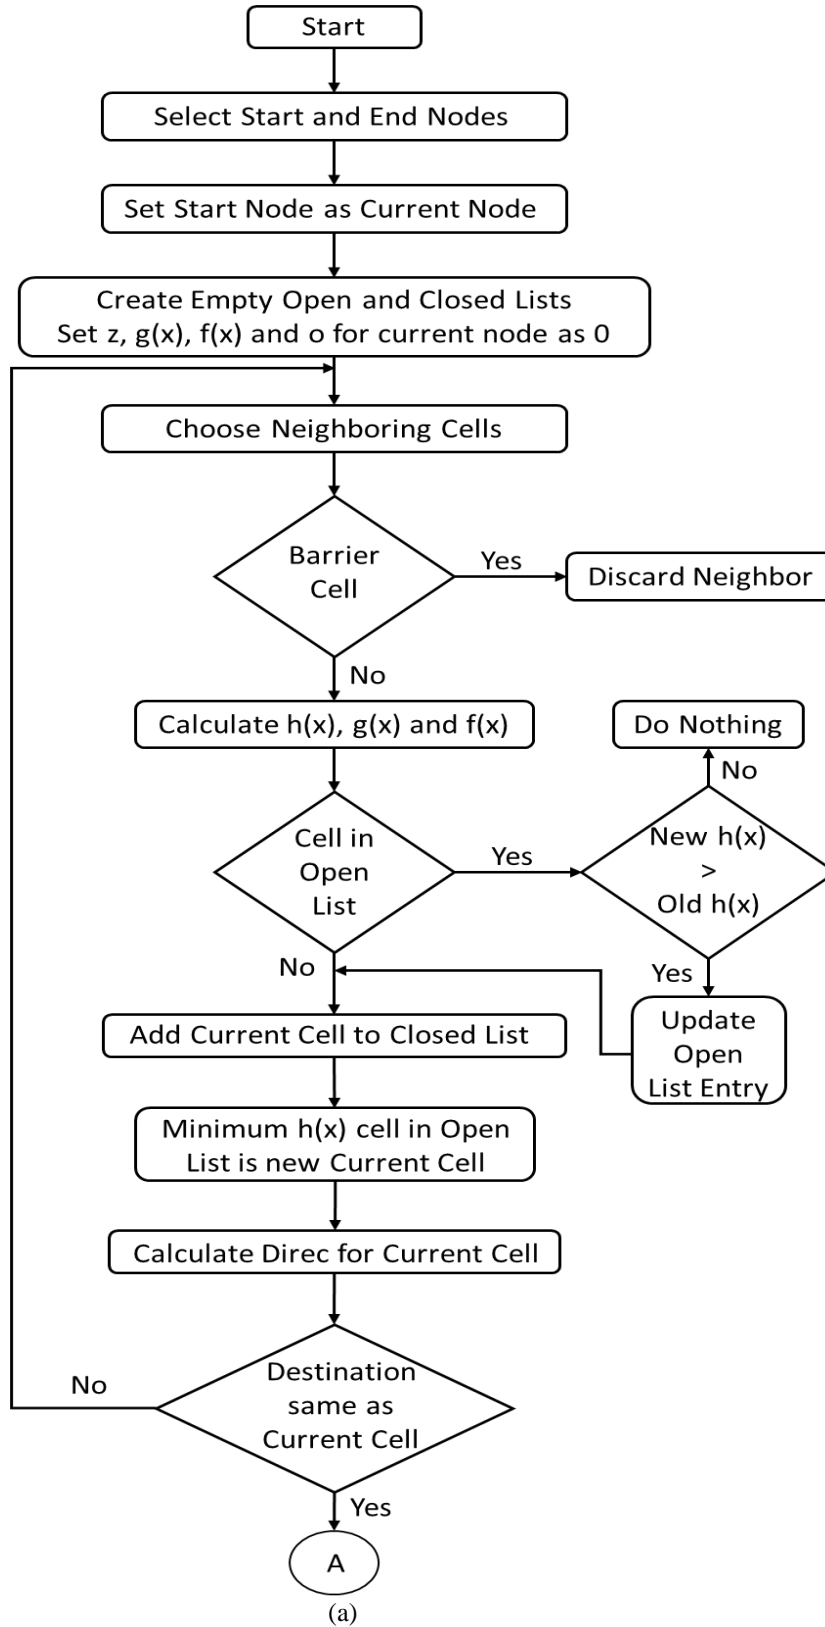 Start
Select Start and End Nodes
Set Start Node as Current Node
Create Empty Open and Closed Lists
Set z, g(x), f(x) and o for current node as 0
Choose Neighboring Cells
Barrier
Cell
Yes
Discard Neighbor
No
Calculate h(x), g(x) and f(x)
Do Nothing
No
Cell in
Open
List
Yes
New h(x)
>
Old h(x)
No
Yes
Update
Open
List Entry
Add Current Cell to Closed List
Minimum h(x) cell in Open
List is new Current Cell
Calculate Direc for Current Cell
No
Destination
same as
Current Cell
Yes
A
(a)